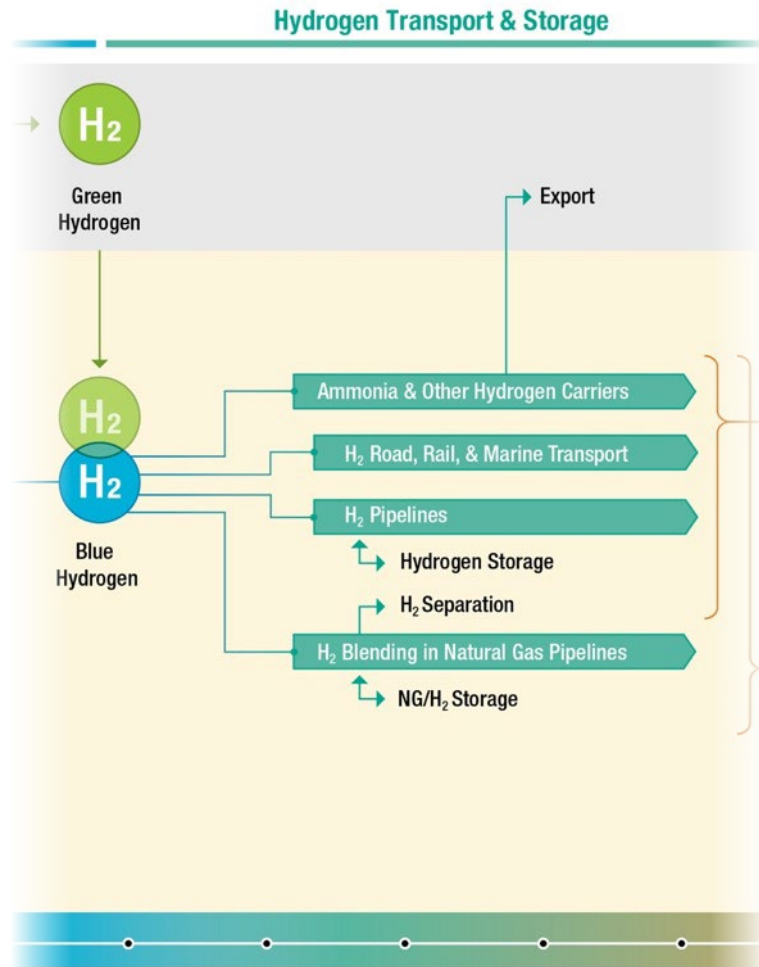 Hydrogen Transport & Storage
H₂
Green
Hydrogen
Export
H₂
H₂
Blue
Hydrogen
Ammonia & Other Hydrogen Carriers
H₂ Road, Rail, & Marine Transport
H₂ Pipelines
Hydrogen Storage
H₂ Separation
H₂ Blending in Natural Gas Pipelines
NG/H₂ Storage